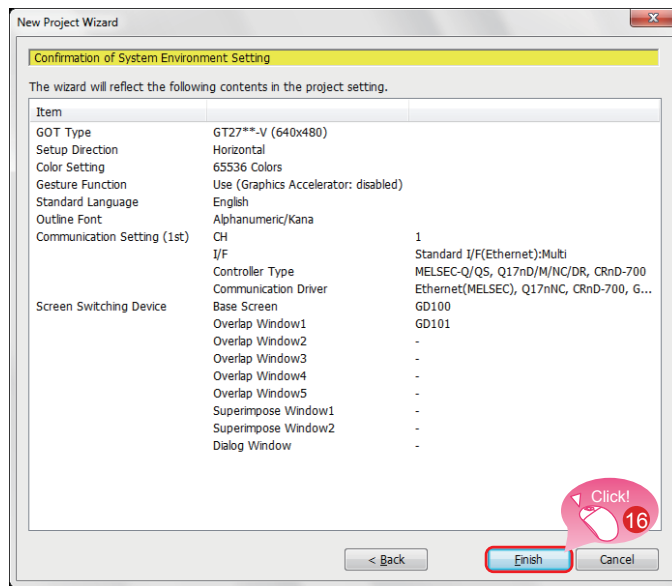 New Project Wizard
Confirmation of System Environment Setting
The wizard will reflect the following contents in the project setting.
Item
GOT Type GT27**-V (640x480)
Setup Direction Horizontal
Color Setting 65536 Colors
Gesture Function Use (Graphics Accelerator: disabled)
Standard Language English
Outline Font Alphanumeric/Kana
Communication Setting (1st) CH 1
I/F Standard I/F(Ethernet):Multi
Controller Type MELSEC-Q/QS, Q17nD/M/NC/DR, CRnD-700
Communication Driver Ethernet(MELSEC), Q17nNC, CRnD-700, G...
Screen Switching Device Base Screen GD100
Overlap Window1 GD101
Overlap Window2 -
Overlap Window3 -
Overlap Window4 -
Overlap Window5 -
Superimpose Window1 -
Superimpose Window2 -
Dialog Window -
Click!
16
< Back Finish Cancel